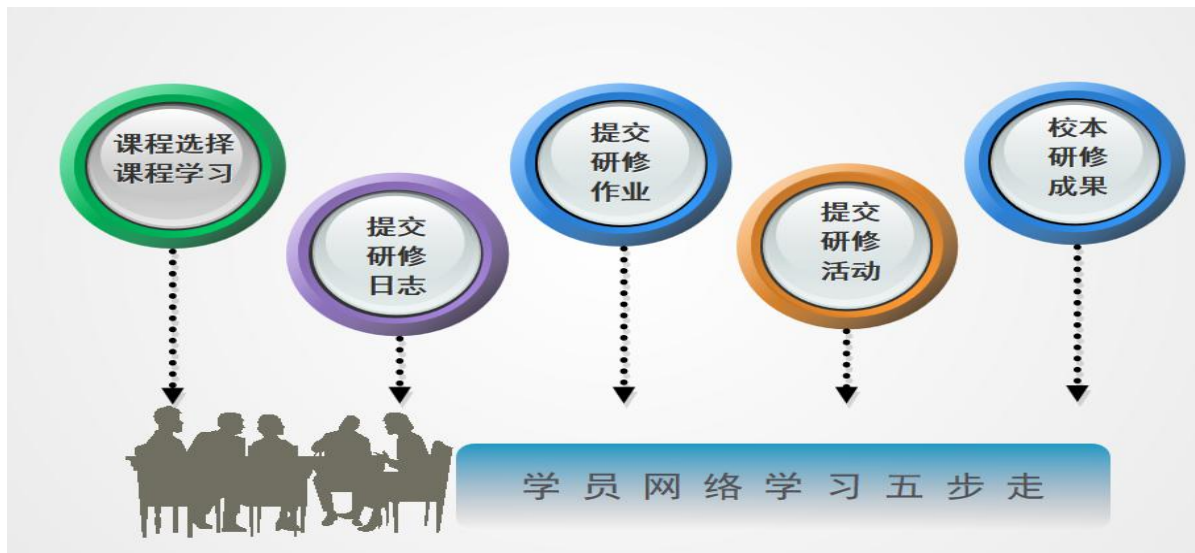 课程选择
课程学习
提交
研修
日志
提交
研修
作业
提交
研修
活动
校本
研修
成果
学员网络学习五步走